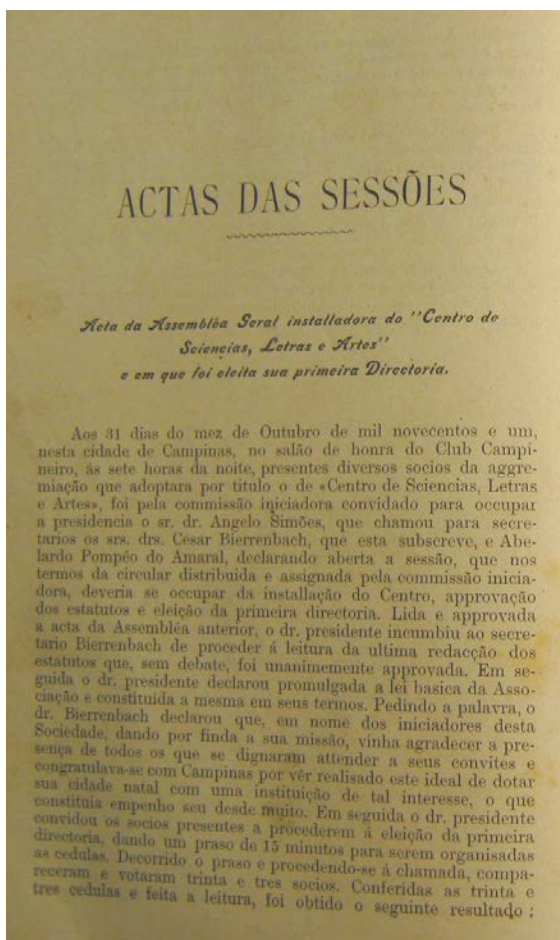 ACTAS DAS SESSÕES
Acta da Assembléa Geral installadora do "Centro de
Sciencias, Letras e Artes"
e em que foi eleita sua primeira Directoria.
Aos 31 dias do mez de Outubro de mil novecentos e um,
nesta cidade de Campinas, no salão de honra do Club Campi-
neiro, ás sete horas da noite, presentes diversos socios da aggre-
miação que adoptara por titulo o de «Centro de Sciencias, Letras
e Artes», foi pela commissão iniciadora convidado para occupar
a presidencia o sr. dr. Angelo Simões, que chamou para secre-
tarios os srs. drs. Cesar Bierrenbach, que esta subscreve, e Abe-
lardo Pompéo do Amaral, declarando aberta a sessão, que nos
termos da circular distribuida e assignada pela commissão inicia-
dora, deveria se occupar da installação do Centro, approvação
dos estatutos e eleição da primeira directoria. Lida e approvada
a acta da Assembléa anterior, o dr. presidente incumbiu ao secre-
tario Bierrenbach de proceder á leitura da ultima redacção dos
estatutos que, sem debate, foi unanimemente approvada. Em se-
guida o dr. presidente declarou promulgada a lei basica da Asso-
ciação e constituida a mesma em seus termos. Pedindo a palavra, o
dr. Bierrenbach declarou que, em nome dos iniciadores desta
Sociedade, dando por finda a sua missão, vinha agradecer a pre-
sença de todos os que se dignaram attender a seus convites e
congratulava-se com Campinas por vêr realisado este ideal de dotar
sua cidade natal com uma instituição de tal interesse, o que
constituia empenho seu desde muito. Em seguida o dr. presidente
convidou os socios presentes a procederem á eleição da primeira
directoria, dando um praso de 15 minutos para serem organisadas
as cedulas. Decorrido o praso e procedendo-se á chamada, compa-
receram e votaram trinta e tres socios. Conferidas as trinta e
tres cedulas e feita a leitura, foi obtido o seguinte resultado :